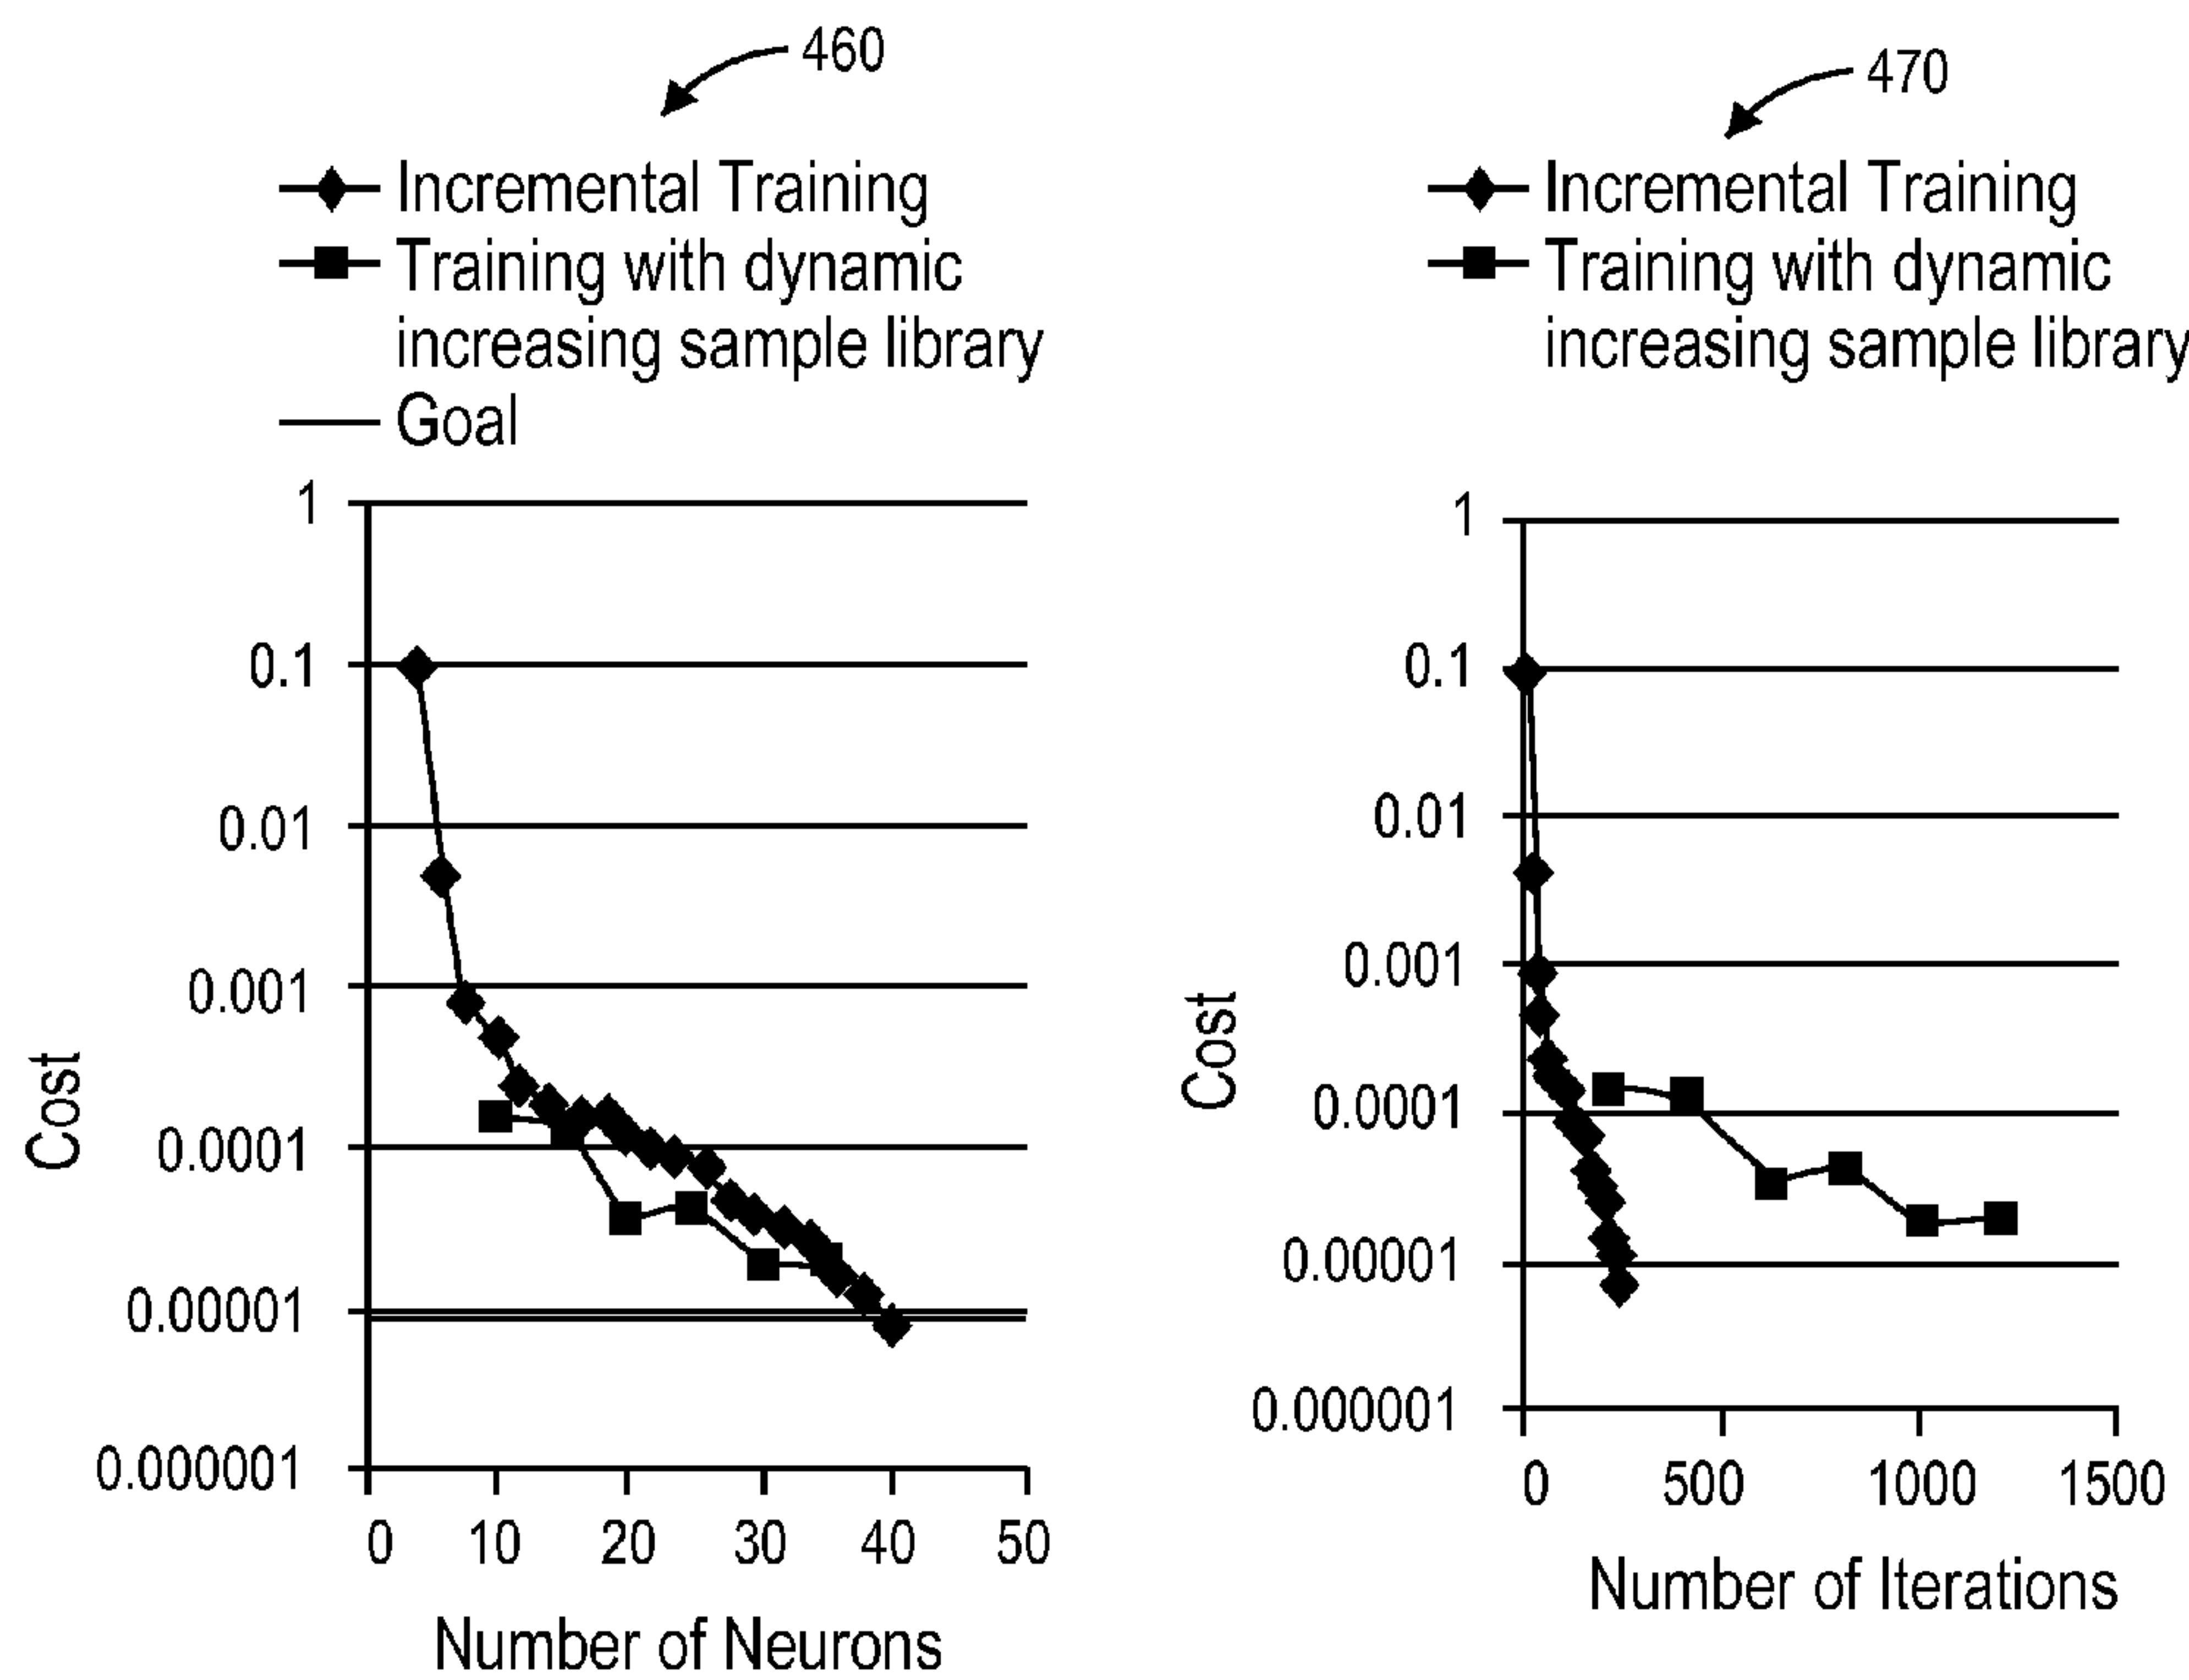 460
Incremental Training
Training with dynamic
increasing sample library
Goal
1
0.1
0.01
0.001
0.0001
0.00001
0.000001
Cost
0 10 20 30 40 50
Number of Neurons
470
Incremental Training
Training with dynamic
increasing sample library
1
0.1
0.01
0.001
0.0001
0.00001
0.000001
Cost
0 500 1000 1500
Number of Iterations